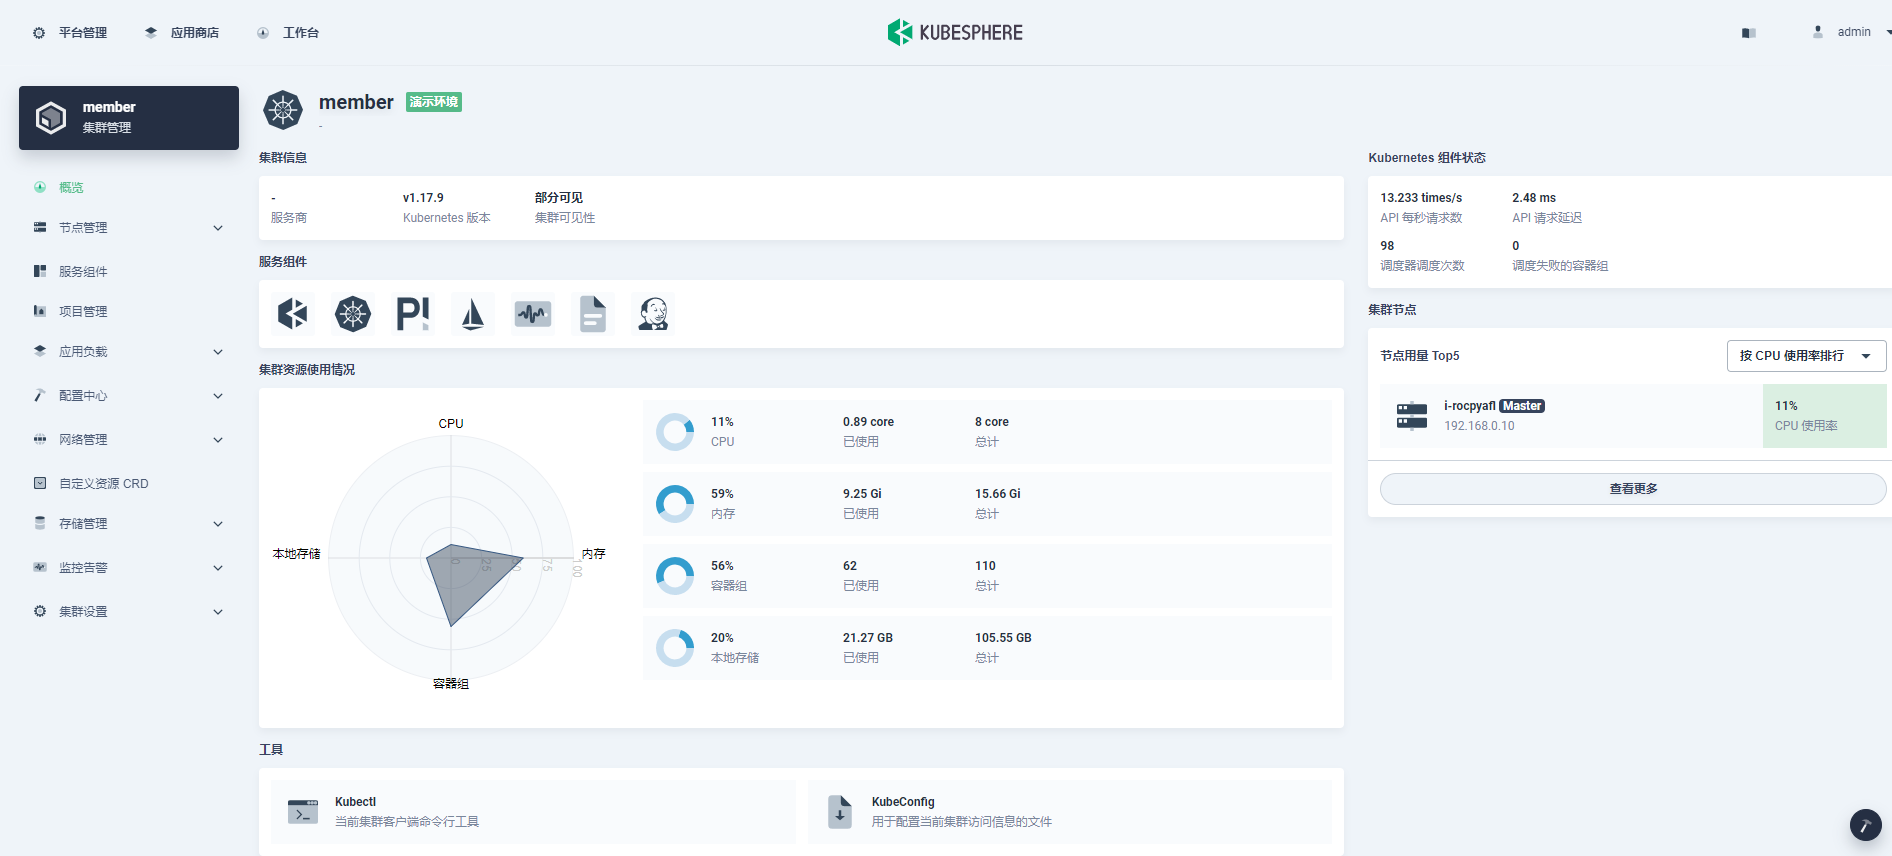 平台管理
应用商店
工作台
KUBESPHERE
admin
member
集群管理
概览
节点管理
服务组件
项目管理
应用负载
配置中心
网络管理
自定义资源 CRD
存储管理
监控告警
集群设置
member 演示环境
-
集群信息
-
服务商
v1.17.9
Kubernetes 版本
部分可见
集群可见性
服务组件
P!
集群资源使用情况
CPU
内存
容器组
本地存储
0 25 50 75 100
11%
CPU
0.89 core
已使用
8 core
总计
59%
内存
9.25 Gi
已使用
15.66 Gi
总计
56%
容器组
62
已使用
110
总计
20%
本地存储
21.27 GB
已使用
105.55 GB
总计
工具
Kubectl
当前集群客户端命令行工具
KubeConfig
用于配置当前集群访问信息的文件
Kubernetes 组件状态
13.233 times/s
API 每秒请求数
2.48 ms
API 请求延迟
98
调度器调度次数
0
调度失败的容器组
集群节点
节点用量 Top5
按 CPU 使用率排行
i-rocpyafl Master
192.168.0.10
11%
CPU 使用率
查看更多